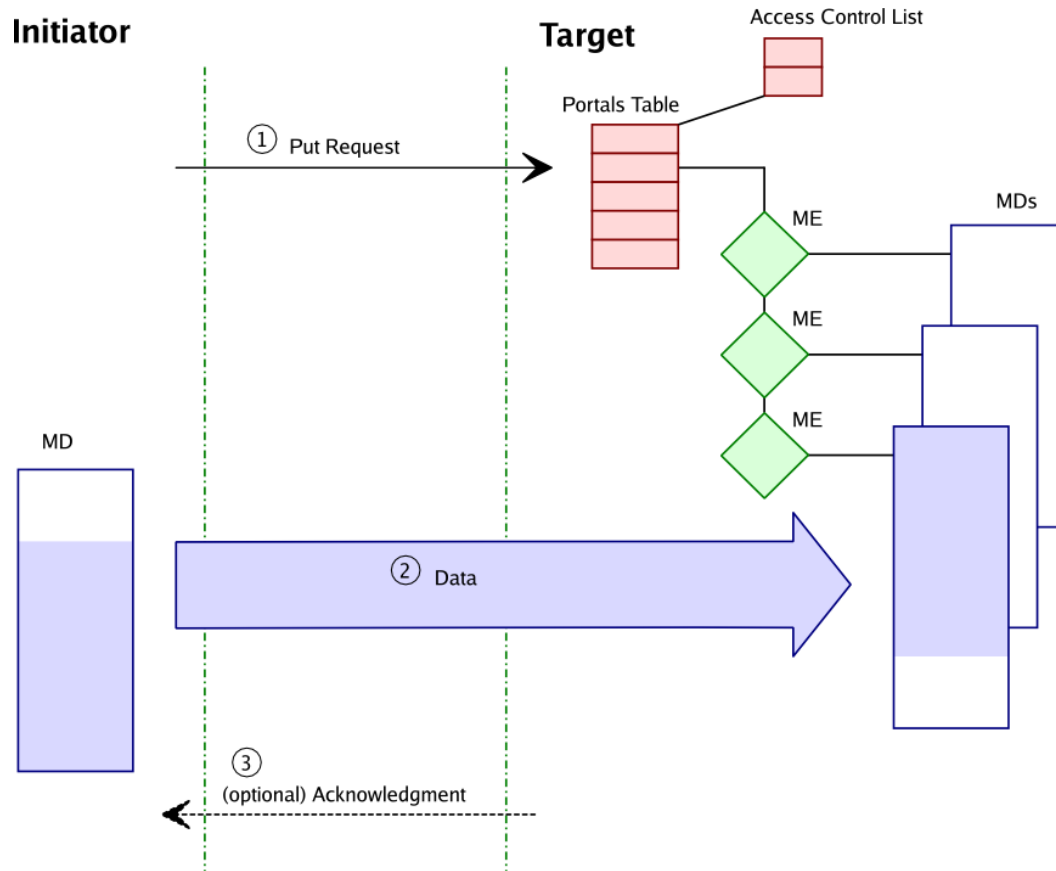 Initiator
Target
Access Control List
Portals Table
1 Put Request
ME
MDs
ME
ME
MD
2 Data
3
(optional) Acknowledgment